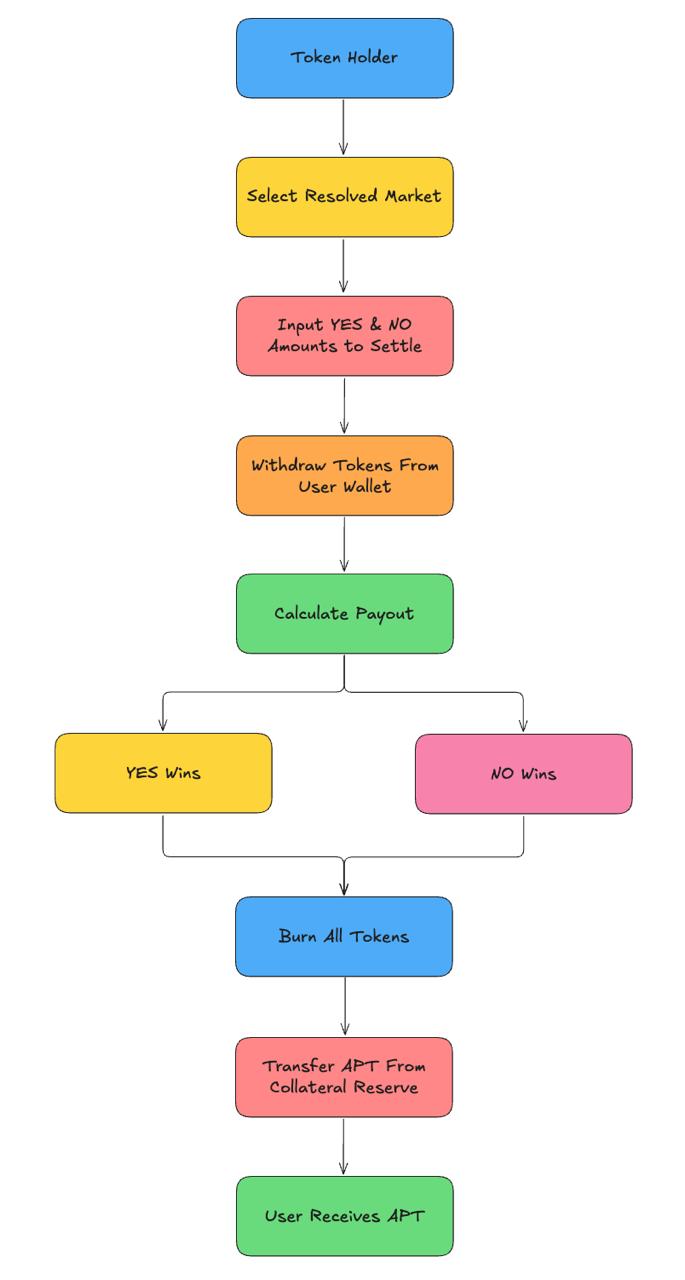 Token Holder
Select Resolved Market
Input YES & NO
Amounts to Settle
Withdraw Tokens From
User Wallet
Calculate Payout
YES Wins
NO Wins
Burn All Tokens
Transfer APT From
Collateral Reserve
User Receives APT